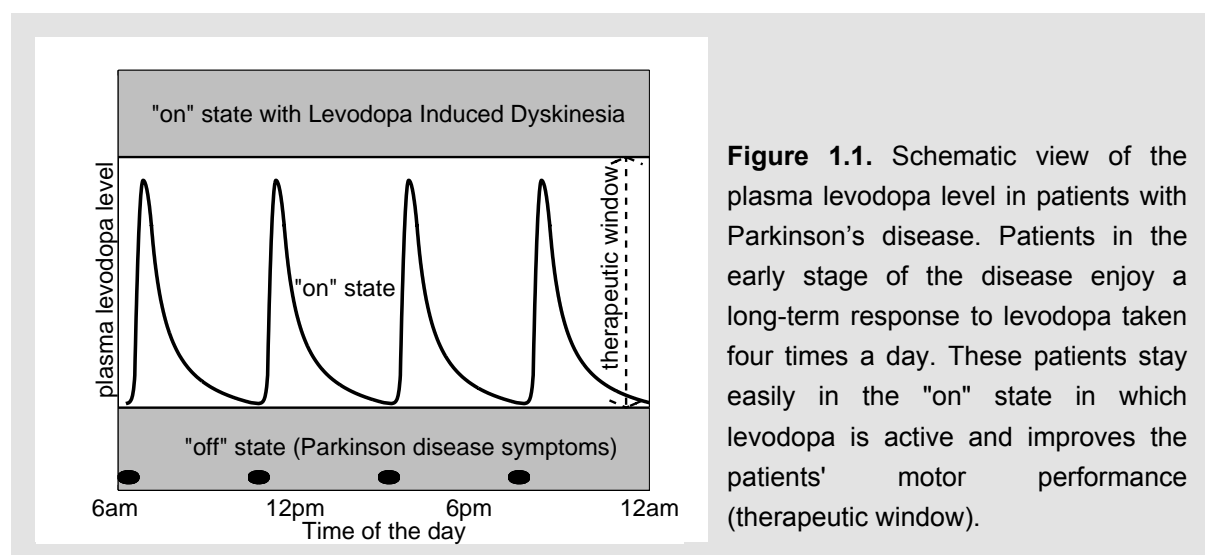 "on" state with Levodopa Induced Dyskinesia
plasma levodopa level
"on" state
therapeutic window
"off" state (Parkinson disease symptoms)
6am 12pm 6pm 12am
Time of the day
Figure 1.1. Schematic view of the
plasma levodopa level in patients with
Parkinson’s disease. Patients in the
early stage of the disease enjoy a
long-term response to levodopa taken
four times a day. These patients stay
easily in the "on" state in which
levodopa is active and improves the
patients' motor performance
(therapeutic window).